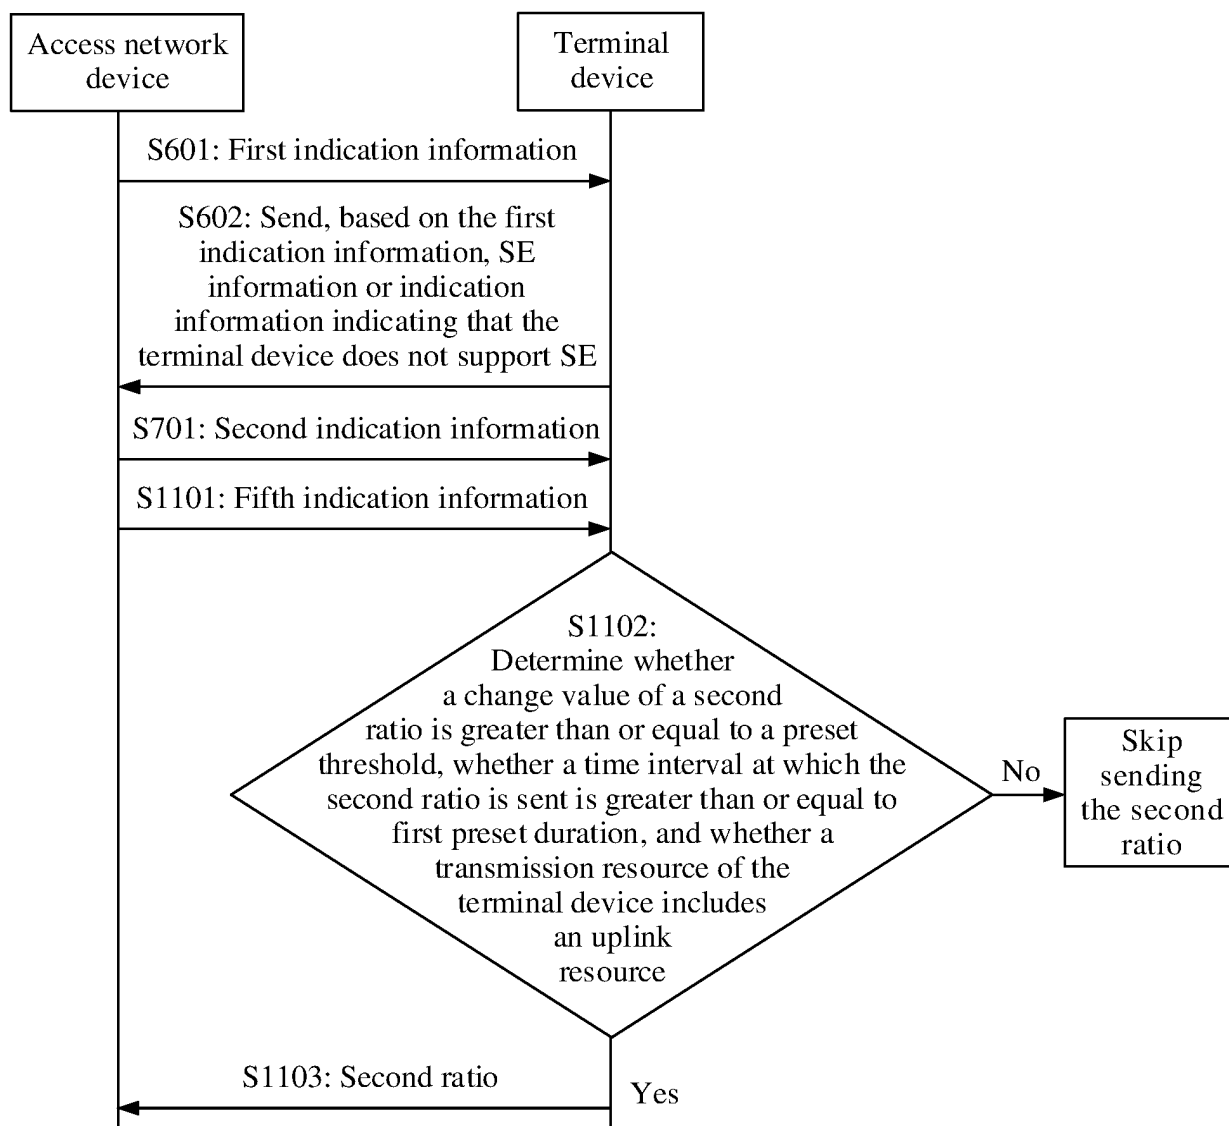 Access network
device
Terminal
device
S601: First indication information
S602: Send, based on the first
indication information, SE
information or indication
information indicating that the
terminal device does not support SE
S701: Second indication information
S1101: Fifth indication information
S1102:
Determine whether
a change value of a second
ratio is greater than or equal to a preset
threshold, whether a time interval at which the
second ratio is sent is greater than or equal to
first preset duration, and whether a
transmission resource of the
terminal device includes
an uplink
resource
No
Skip
sending
the second
ratio
S1103: Second ratio
Yes